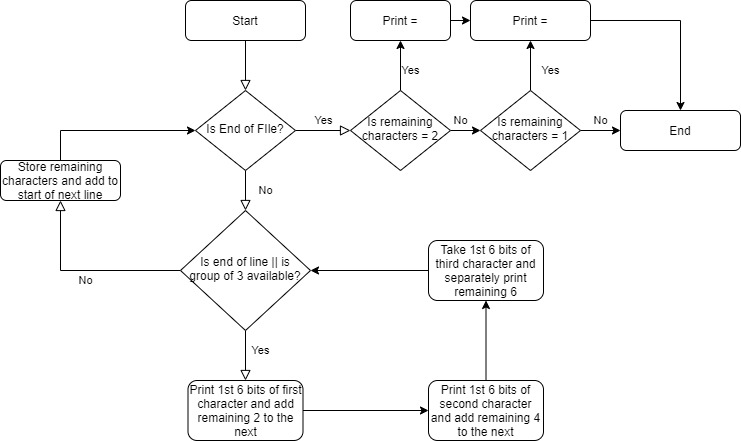 Start
Print =
Print =
Yes
Yes
Is End of FIle?
Yes
Is remaining
characters = 2
No
Is remaining
characters = 1
No
End
Store remaining
characters and add to
start of next line
No
Is end of line || is
group of 3 available?
No
Take 1st 6 bits of
third character and
separately print
remaining 6
Yes
Print 1st 6 bits of first
character and add
remaining 2 to the
next
Print 1st 6 bits of
second character
and add remaining 4
to the next